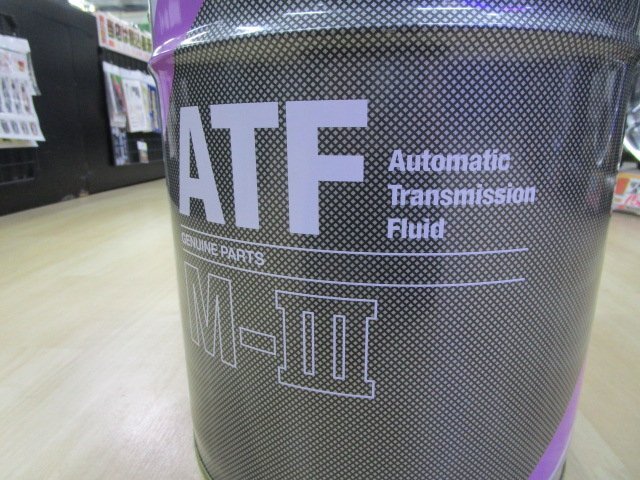 ATF
Automatic
Transmission
Fluid
GENUINE PARTS
M-III